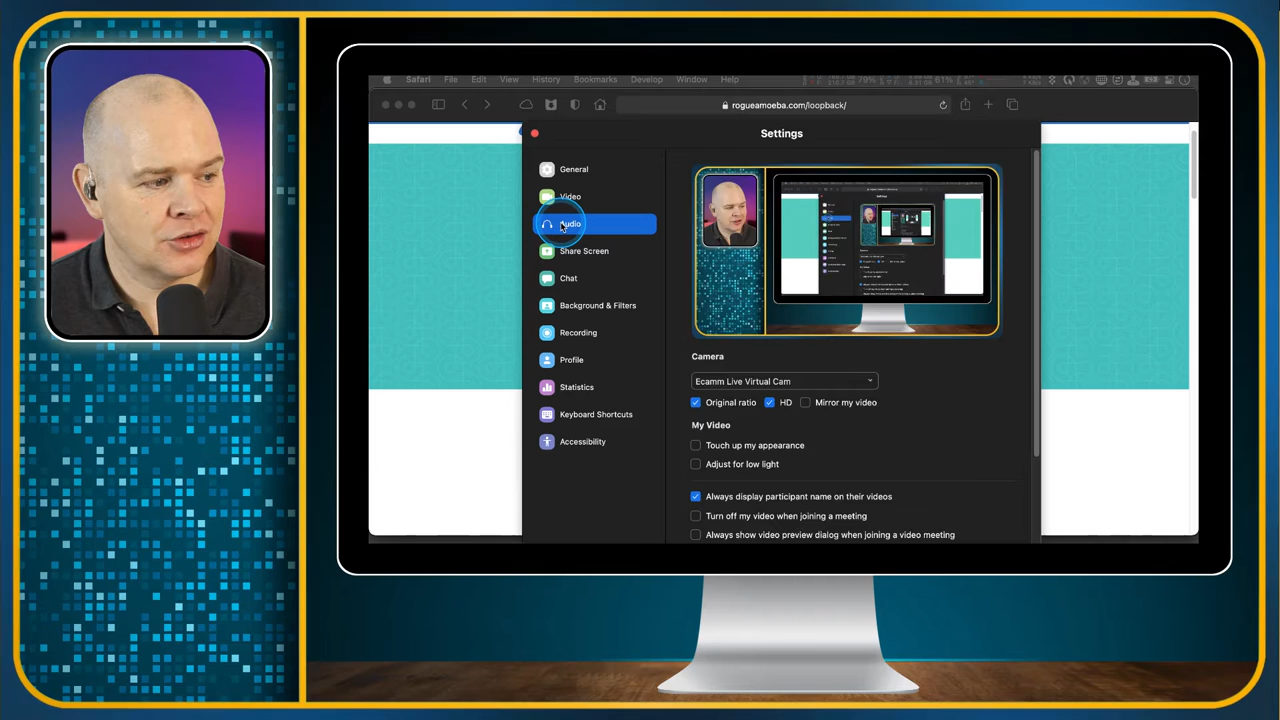 Safari File Edit View History Bookmarks Develop Window Help
rogueamoeba.com/loopback/
Settings
General
Video
Audio
Share Screen
Chat
Background & Filters
Recording
Profile
Statistics
Keyboard Shortcuts
Accessibility
Camera
Ecamm Live Virtual Cam
Original ratio HD Mirror my video
My Video
Touch up my appearance
Adjust for low light
Always display participant name on their videos
Turn off my video when joining a meeting
Always show video preview dialog when joining a video meeting